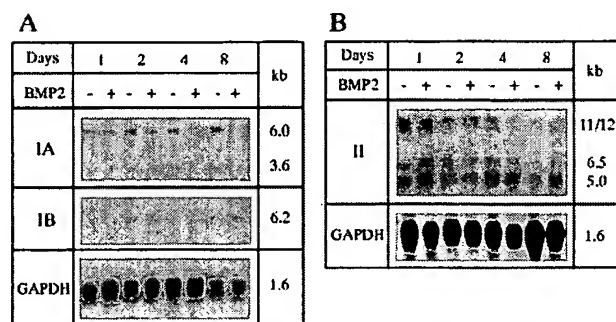 A
Days 1 2 4 8 kb
BMP2 - + - + - + - +
IA 6.0
3.6
IB 6.2
GAPDH 1.6
B
Days 1 2 4 8 kb
BMP2 - + - + - + - +
II 11/12
6.5
5.0
GAPDH 1.6